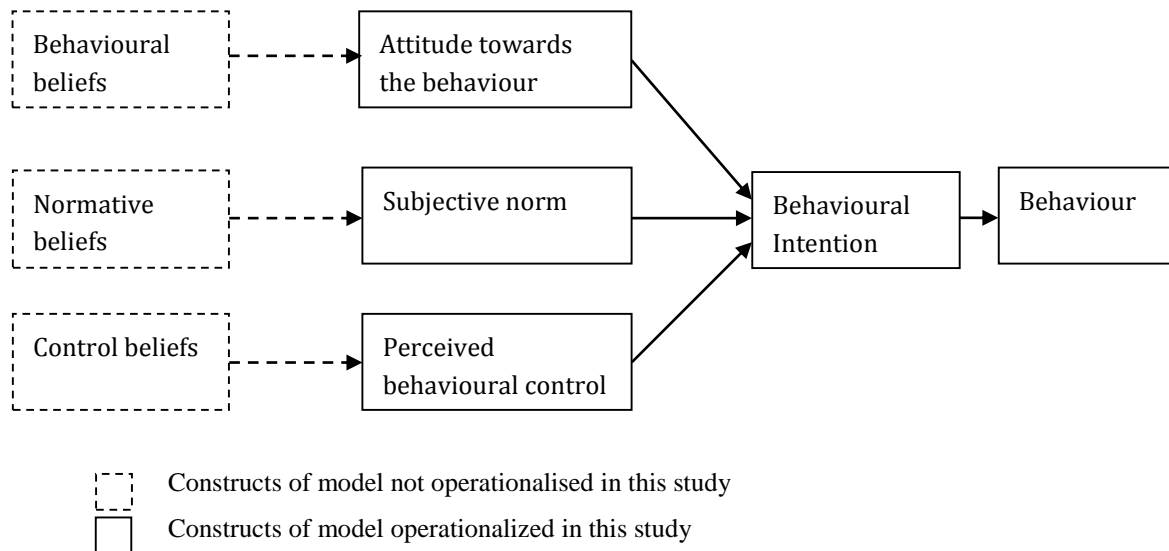 Behavioural
beliefs
Attitude towards
the behaviour
Normative
beliefs
Subjective norm
Behavioural
Intention
Behaviour
Control beliefs
Perceived
behavioural control
Constructs of model not operationalised in this study
Constructs of model operationalized in this study